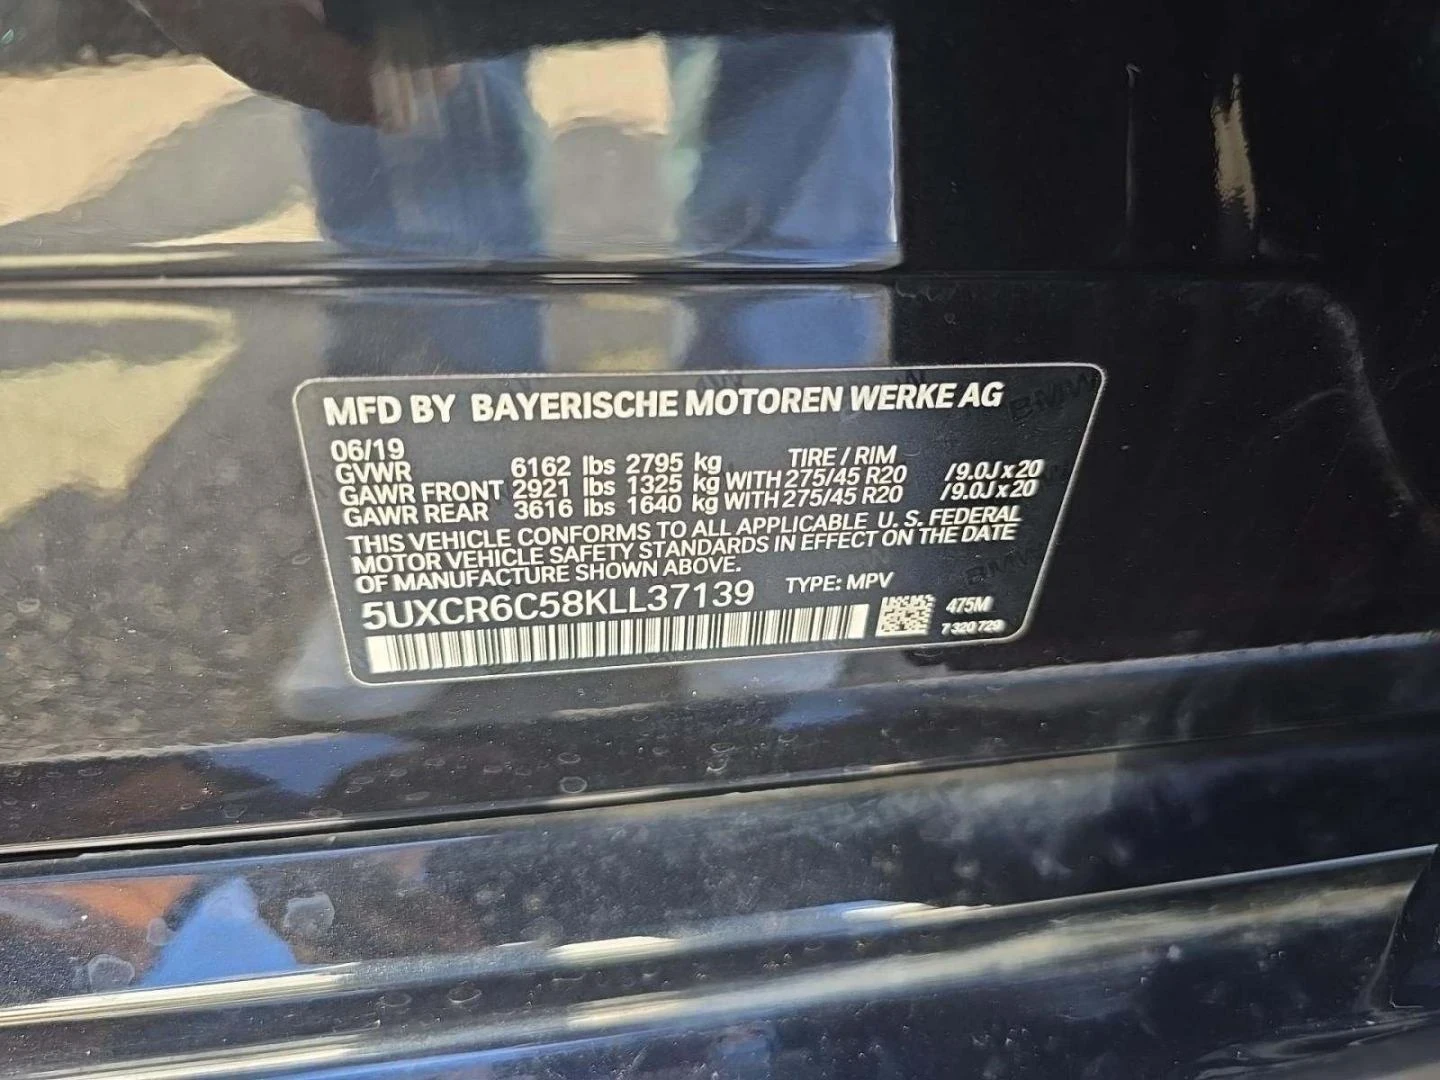 MFD BY BAYERISCHE MOTOREN WERKE AG
06/19 TIRE / RIM
GVWR 6162 lbs 2795 kg
GAWR FRONT 2921 lbs 1325 kg WITH 275/45 R20 / 9.0J x 20
GAWR REAR 3616 lbs 1640 kg WITH 275/45 R20 / 9.0J x 20
THIS VEHICLE CONFORMS TO ALL APPLICABLE U. S. FEDERAL
MOTOR VEHICLE SAFETY STANDARDS IN EFFECT ON THE DATE
OF MANUFACTURE SHOWN ABOVE.
5UXCR6C58KLL37139 TYPE: MPV
475M
7 320 729